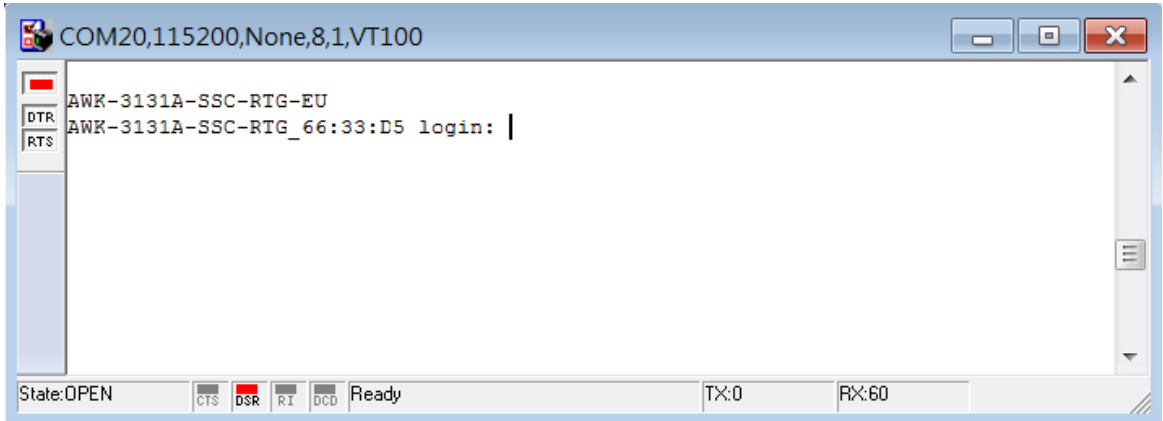 COM20,115200,None,8,1,VT100
DTR
RTS
AWK-3131A-SSC-RTG-EU
AWK-3131A-SSC-RTG_66:33:D5 login:
State:OPEN CTS DSR RI DCD Ready TX:0 RX:60